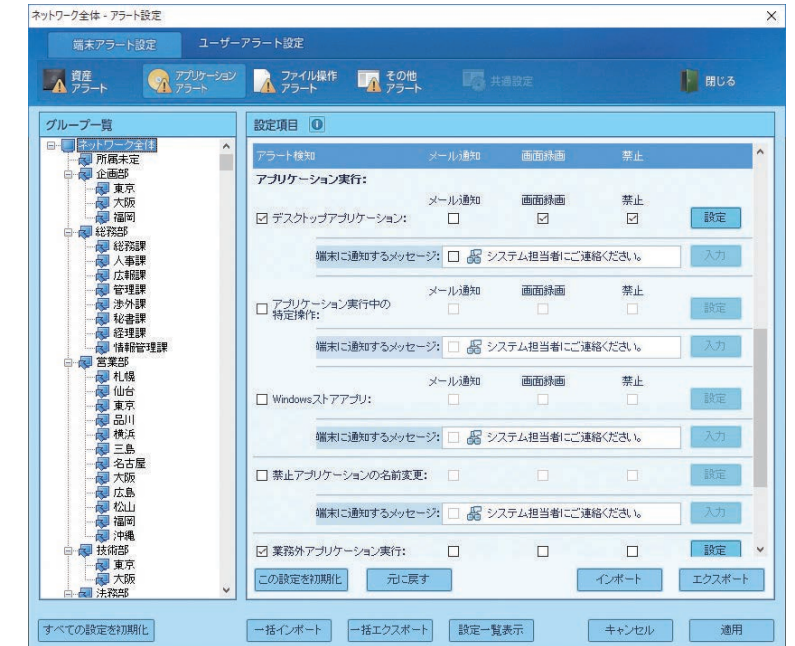 ネットワーク全体 - アラート設定
端末アラート設定
ユーザーアラート設定
資産
アラート
アプリケーション
アラート
ファイル操作
アラート
その他
アラート
共通設定
閉じる
グループ一覧
ネットワーク全体
所属未定
企画部
東京
大阪
福岡
総務部
総務課
人事課
広報課
管理課
渉外課
秘書課
経理課
情報管理課
営業部
札幌
仙台
東京
品川
横浜
三島
名古屋
大阪
広島
松山
福岡
沖縄
技術部
東京
大阪
法務部
設定項目
アラート検知 メール通知 画面録画 禁止
アプリケーション実行:
メール通知 画面録画 禁止
デスクトップアプリケーション: 設定
端末に通知するメッセージ: システム担当者にご連絡ください。 入力
メール通知 画面録画 禁止
アプリケーション実行中の
特定操作: 設定
端末に通知するメッセージ: システム担当者にご連絡ください。 入力
メール通知 画面録画 禁止
Windowsストアアプリ: 設定
端末に通知するメッセージ: システム担当者にご連絡ください。 入力
禁止アプリケーションの名前変更: 設定
端末に通知するメッセージ: システム担当者にご連絡ください。 入力
業務外アプリケーション実行: 設定
この設定を初期化 元に戻す インポート エクスポート
すべての設定を初期化 一括インポート 一括エクスポート 設定一覧表示 キャンセル 適用